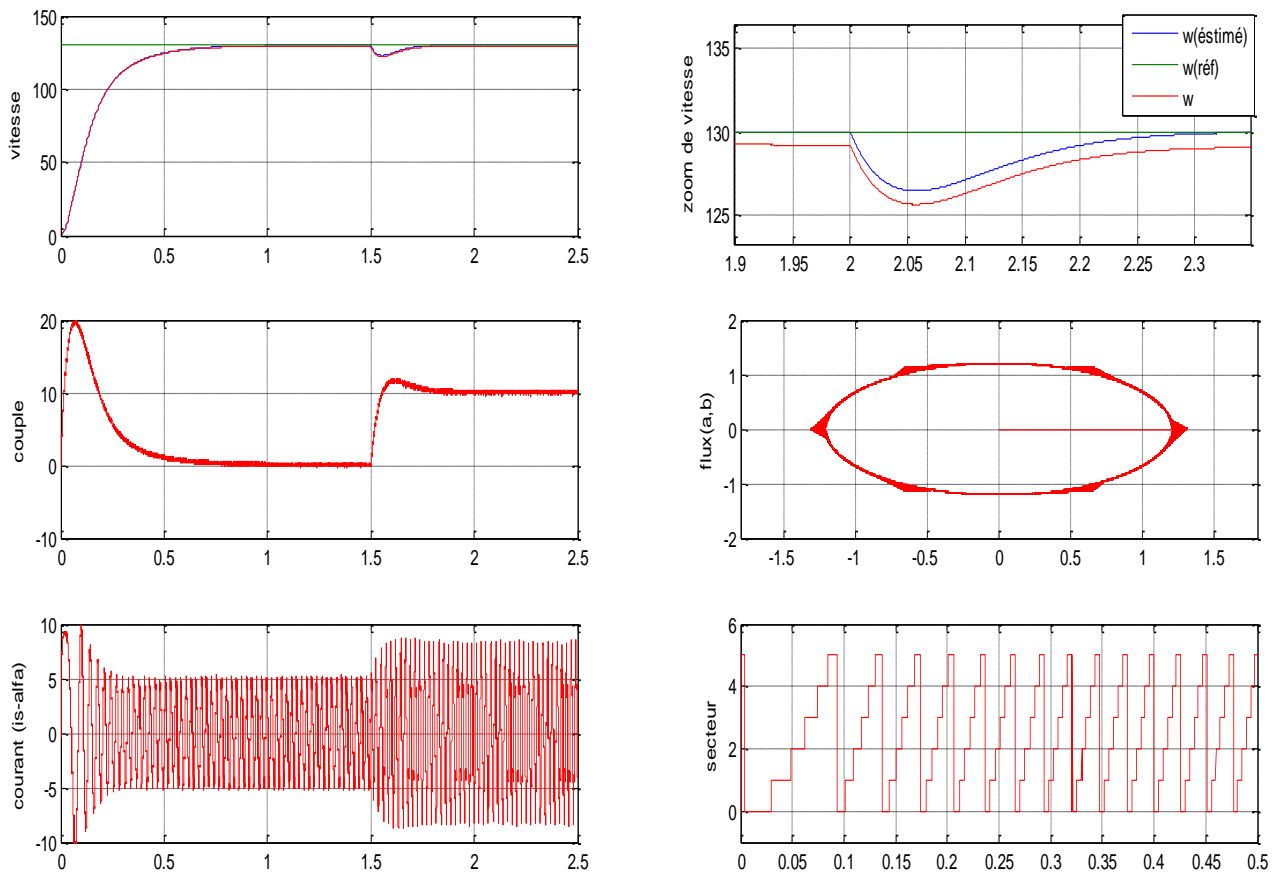 150
100
50
0
vitesse
0 0.5 1 1.5 2 2.5
135
130
125
zoom de vitesse
w(éstimé)
w(réf)
w
1.9 1.95 2 2.05 2.1 2.15 2.2 2.25 2.3
20
10
0
-10
couple
0 0.5 1 1.5 2 2.5
2
1
0
-1
-2
flux(a,b)
-1.5 -1 -0.5 0 0.5 1 1.5
10
5
0
-5
-10
courant (is-alfa)
0 0.5 1 1.5 2 2.5
6
4
2
0
secteur
0 0.05 0.1 0.15 0.2 0.25 0.3 0.35 0.4 0.45 0.5